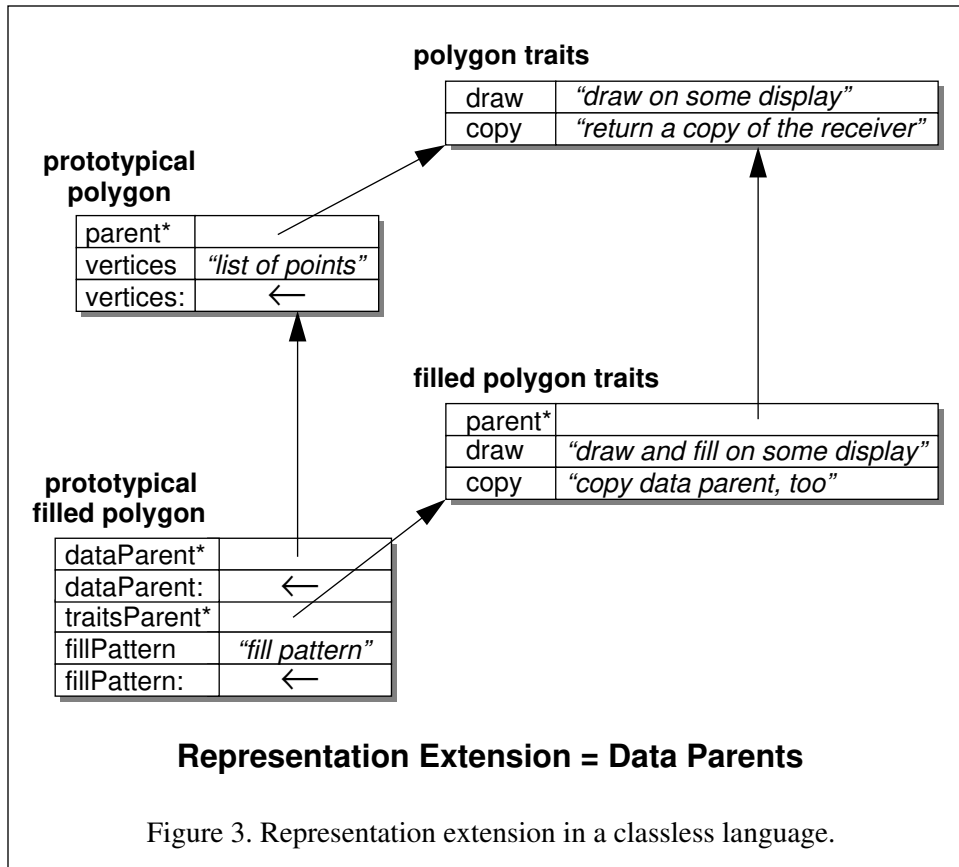 polygon traits
draw “draw on some display”
copy “return a copy of the receiver”
prototypical
polygon
parent*
vertices “list of points”
vertices: ←
filled polygon traits
parent*
draw “draw and fill on some display”
copy “copy data parent, too”
prototypical
filled polygon
dataParent*
dataParent: ←
traitsParent*
fillPattern “fill pattern”
fillPattern: ←
Representation Extension = Data Parents
Figure 3. Representation extension in a classless language.